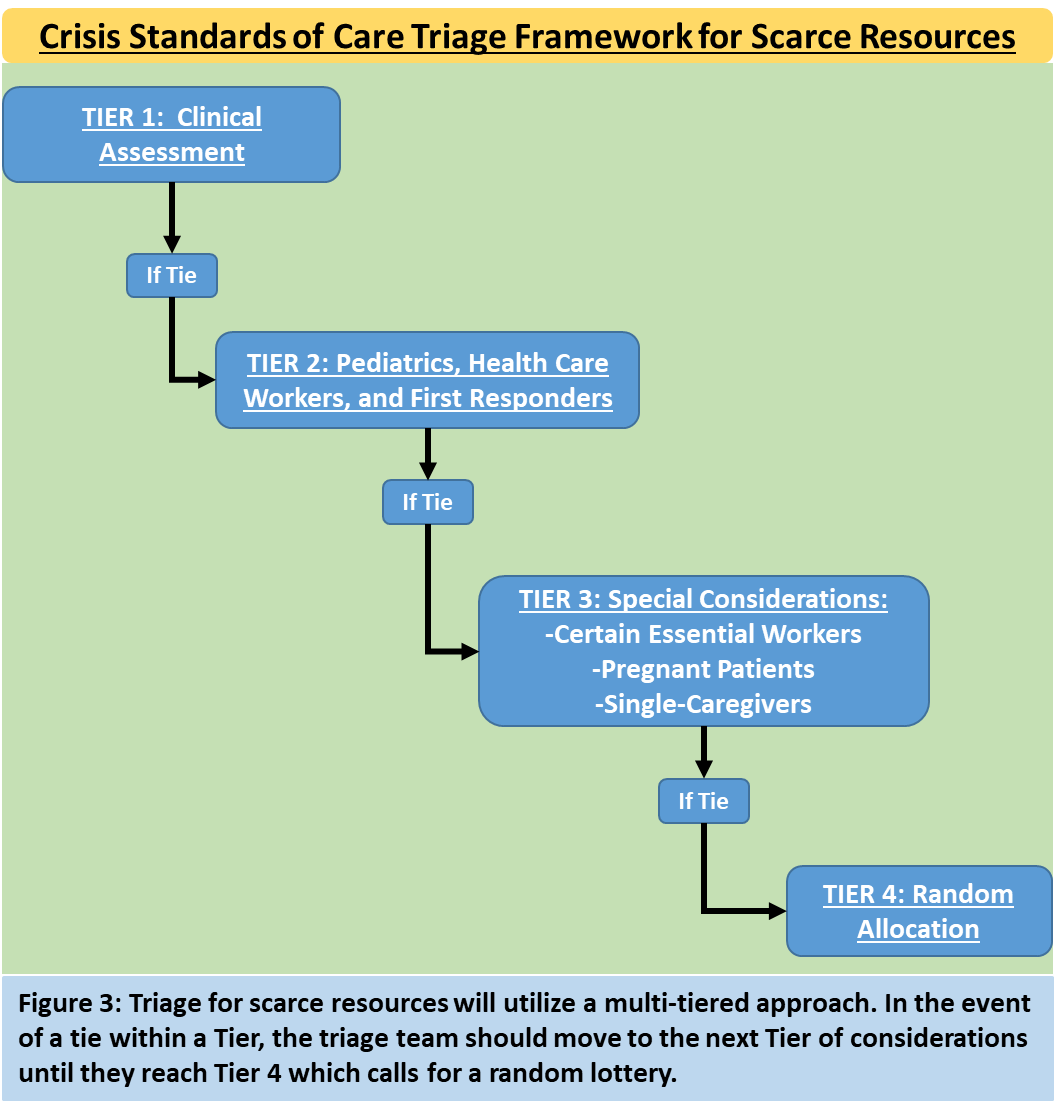 Crisis Standards of Care Triage Framework for Scarce Resources
TIER 1:  Clinical
Assessment
If Tie
TIER 2: Pediatrics, Health Care
Workers, and First Responders
If Tie
TIER 3: Special Considerations:
-Certain Essential Workers
-Pregnant Patients
-Single-Caregivers
If Tie
TIER 4: Random
Allocation
Figure 3: Triage for scarce resources will utilize a multi-tiered approach. In the event
of a tie within a Tier, the triage team should move to the next Tier of considerations
until they reach Tier 4 which calls for a random lottery.